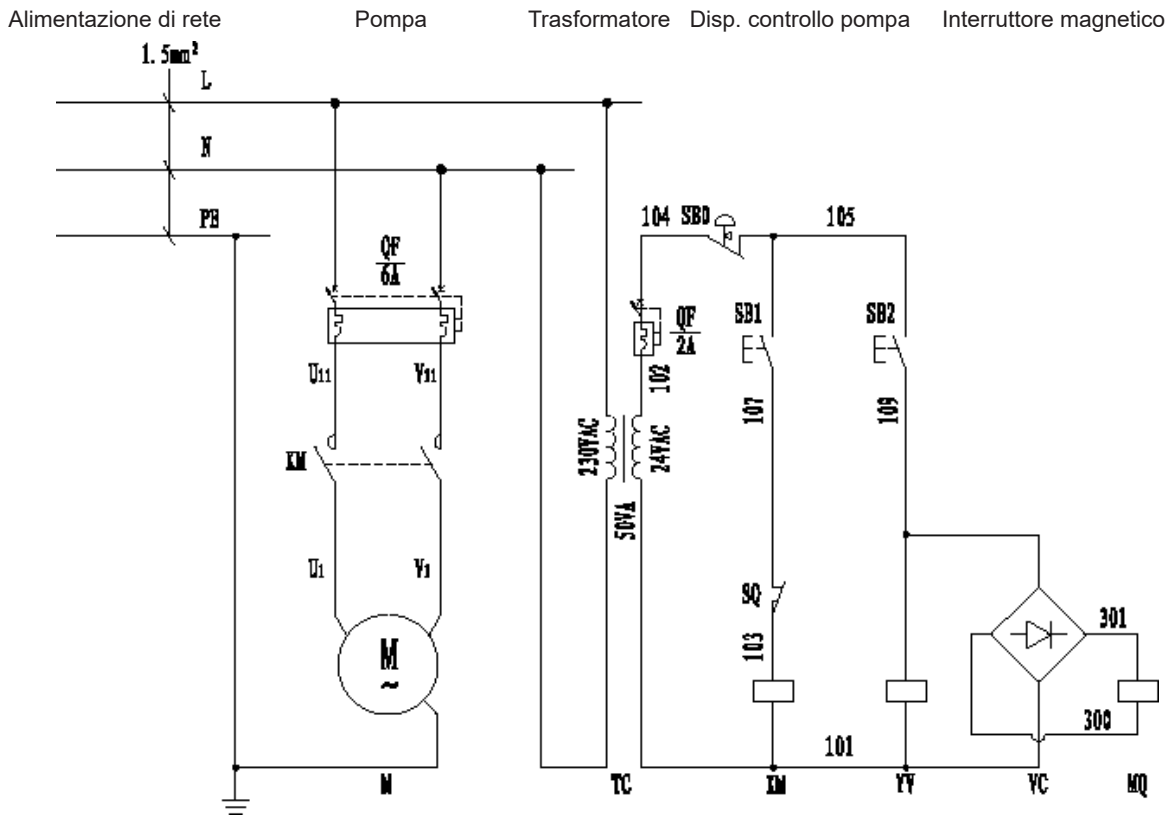 Alimentazione di rete Pompa Trasformatore Disp. controllo pompa Interruttore magnetico
1.5mm²
L
N
PE
104 SB0 105
QF
6A
SB1 SB2
QF
2A
102
U11 V11
107 109
KM
230VAC 24VAC
50VA
U1 V1
SQ
103
M
~
301
300
101
M TC KM YV VC MQ